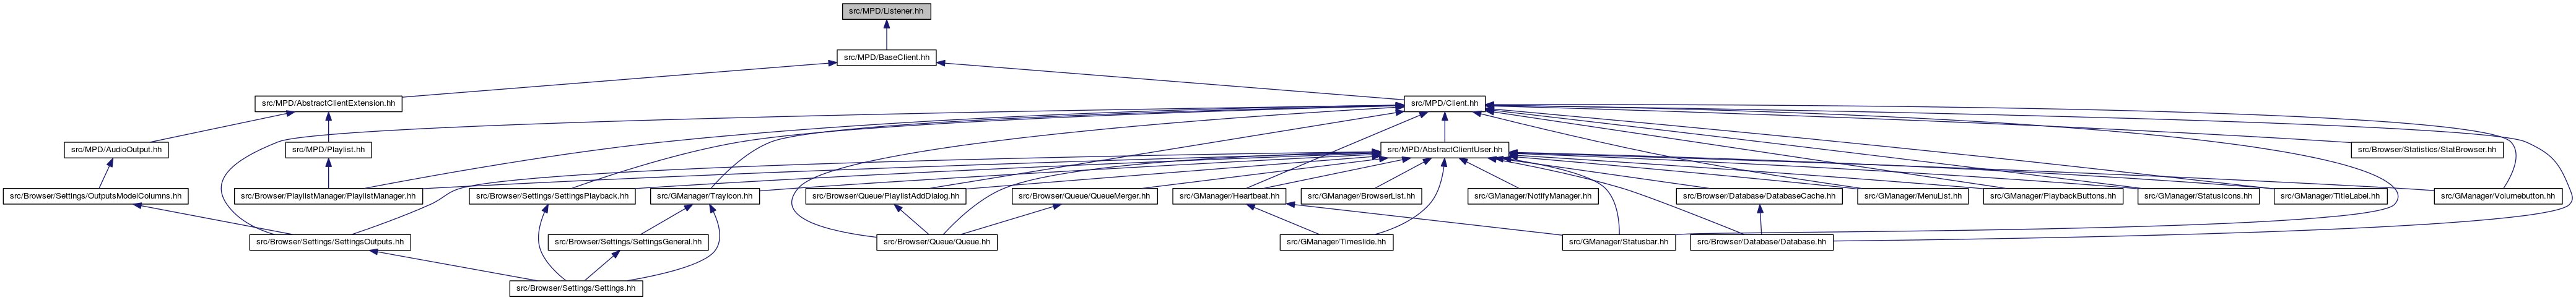 src/MPD/Listener.hh
src/MPD/BaseClient.hh
src/MPD/AbstractClientExtension.hh
src/MPD/Client.hh
src/MPD/AudioOutput.hh
src/MPD/Playlist.hh
src/MPD/AbstractClientUser.hh
src/Browser/Statistics/StatBrowser.hh
src/Browser/Settings/OutputsModelColumns.hh
src/Browser/PlaylistManager/PlaylistManager.hh
src/Browser/Settings/SettingsPlayback.hh
src/GManager/Trayicon.hh
src/Browser/Queue/PlaylistAddDialog.hh
src/Browser/Queue/QueueMerger.hh
src/GManager/Heartbeat.hh
src/GManager/BrowserList.hh
src/GManager/NotifyManager.hh
src/Browser/Database/DatabaseCache.hh
src/GManager/MenuList.hh
src/GManager/PlaybackButtons.hh
src/GManager/StatusIcons.hh
src/GManager/TitleLabel.hh
src/GManager/Volumebutton.hh
src/Browser/Settings/SettingsOutputs.hh
src/Browser/Settings/SettingsGeneral.hh
src/Browser/Queue/Queue.hh
src/GManager/Timeslide.hh
src/GManager/Statusbar.hh
src/Browser/Database/Database.hh
src/Browser/Settings/Settings.hh